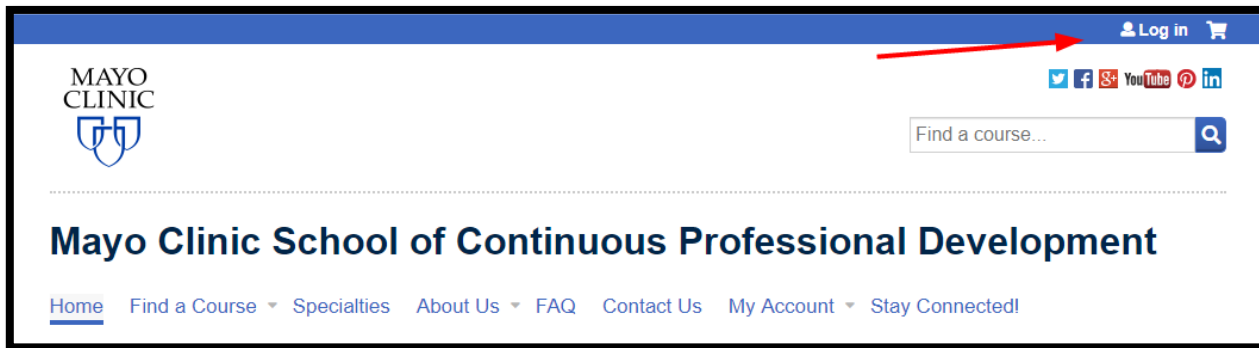 Log in
MAYO
CLINIC
YouTube
Find a course...
Mayo Clinic School of Continuous Professional Development
Home Find a Course Specialties About Us FAQ Contact Us My Account Stay Connected!